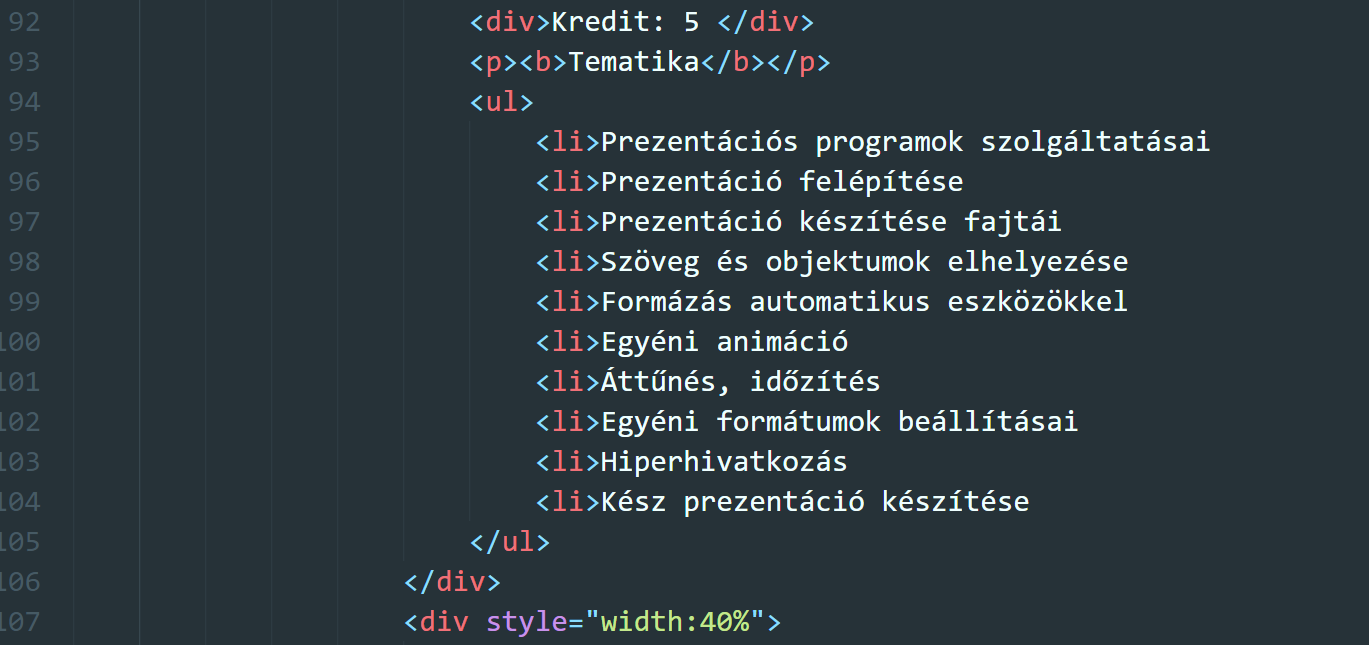 92 <div>Kredit: 5 </div>
93 <p><b>Tematika</b></p>
94 <ul>
95 <li>Prezentációs programok szolgáltatásai
96 <li>Prezentáció felépítése
97 <li>Prezentáció készítése fajtái
98 <li>Szöveg és objektumok elhelyezése
99 <li>Formázás automatikus eszközökkel
100 <li>Egyéni animáció
101 <li>Áttűnés, időzítés
102 <li>Egyéni formátumok beállításai
103 <li>Hiperhivatkozás
104 <li>Kész prezentáció készítése
105 </ul>
106 </div>
107 <div style="width:40%">